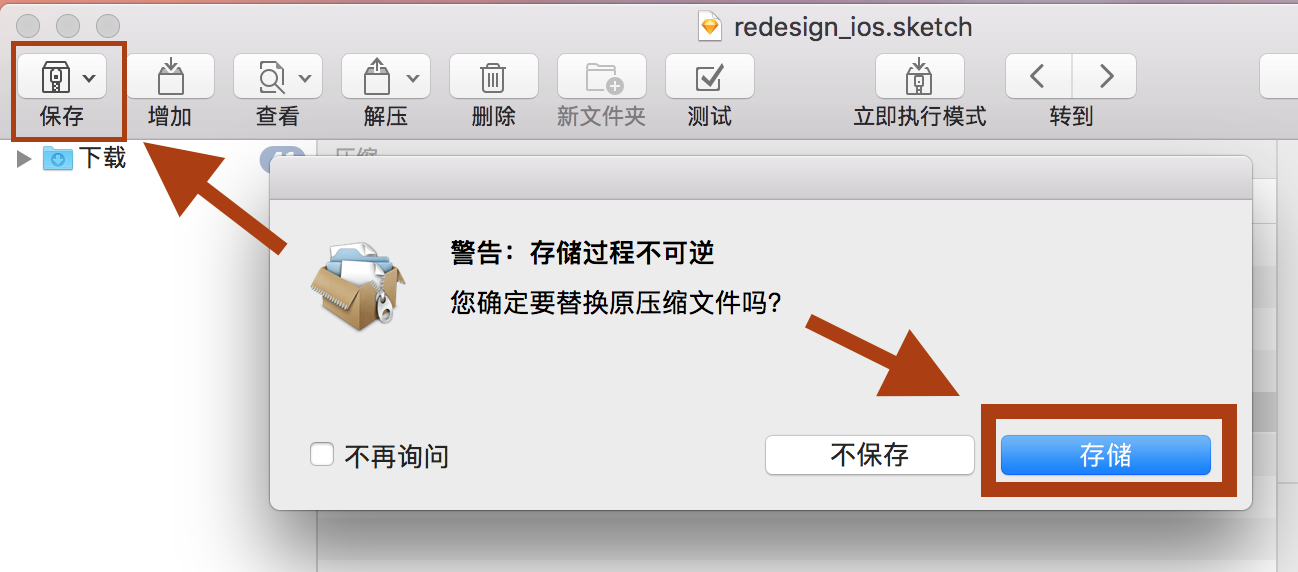 redesign_ios.sketch
保存 增加 查看 解压 删除 新文件夹 测试 立即执行模式 转到
下载
警告：存储过程不可逆
您确定要替换原压缩文件吗?
不再询问 不保存 存储